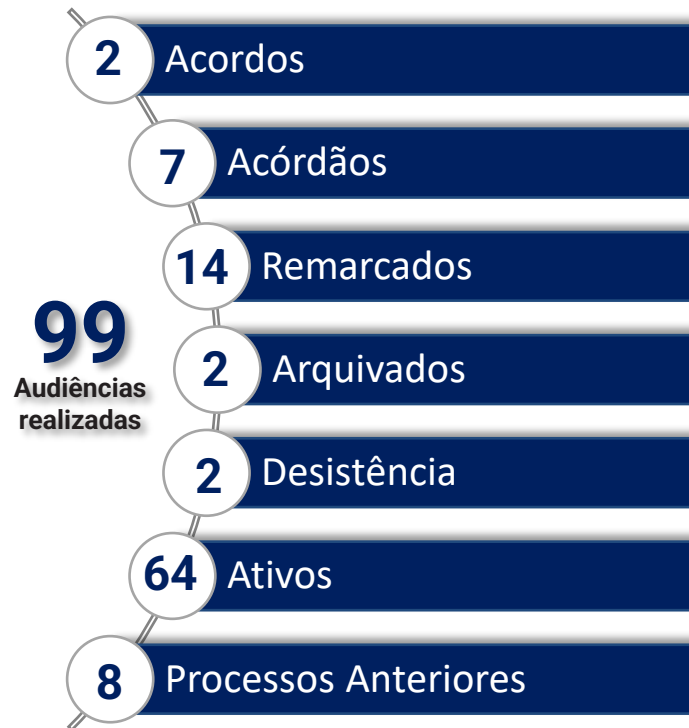 2 Acordos
7 Acórdãos
14 Remarcados
99
Audiências
realizadas
2 Arquivados
2 Desistência
64 Ativos
8 Processos Anteriores